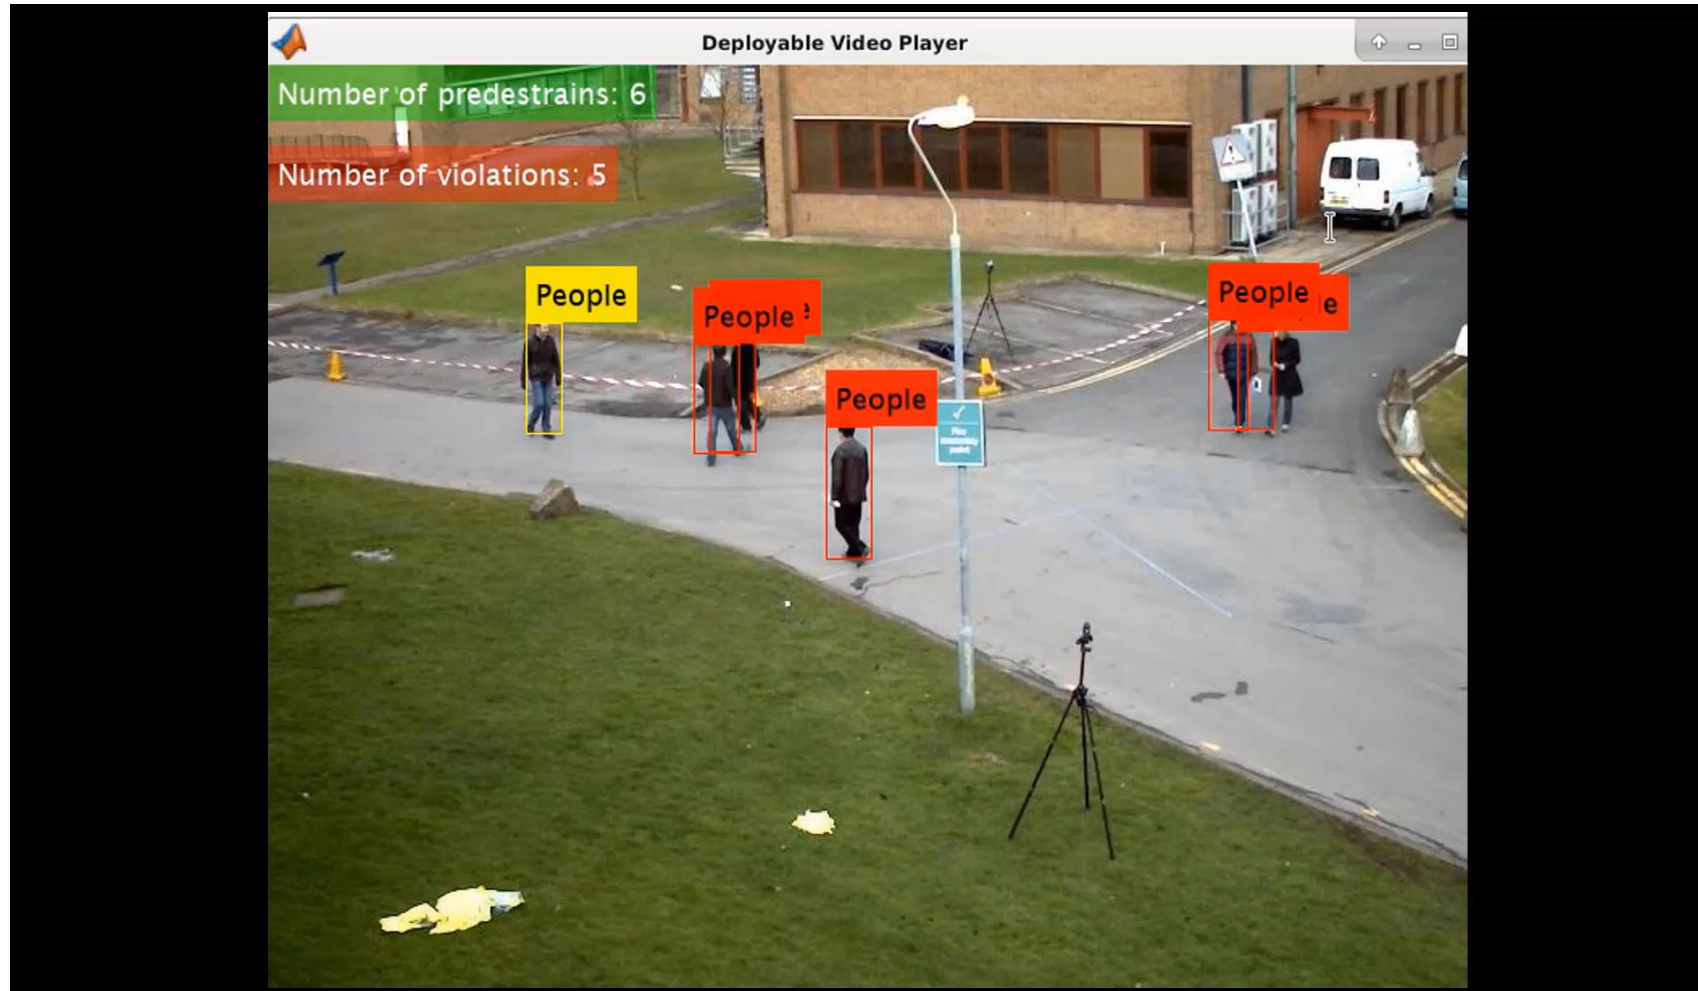 Deployable Video Player
Number of predestrains: 6
Number of violations: 5
People
People
e
People
e
People